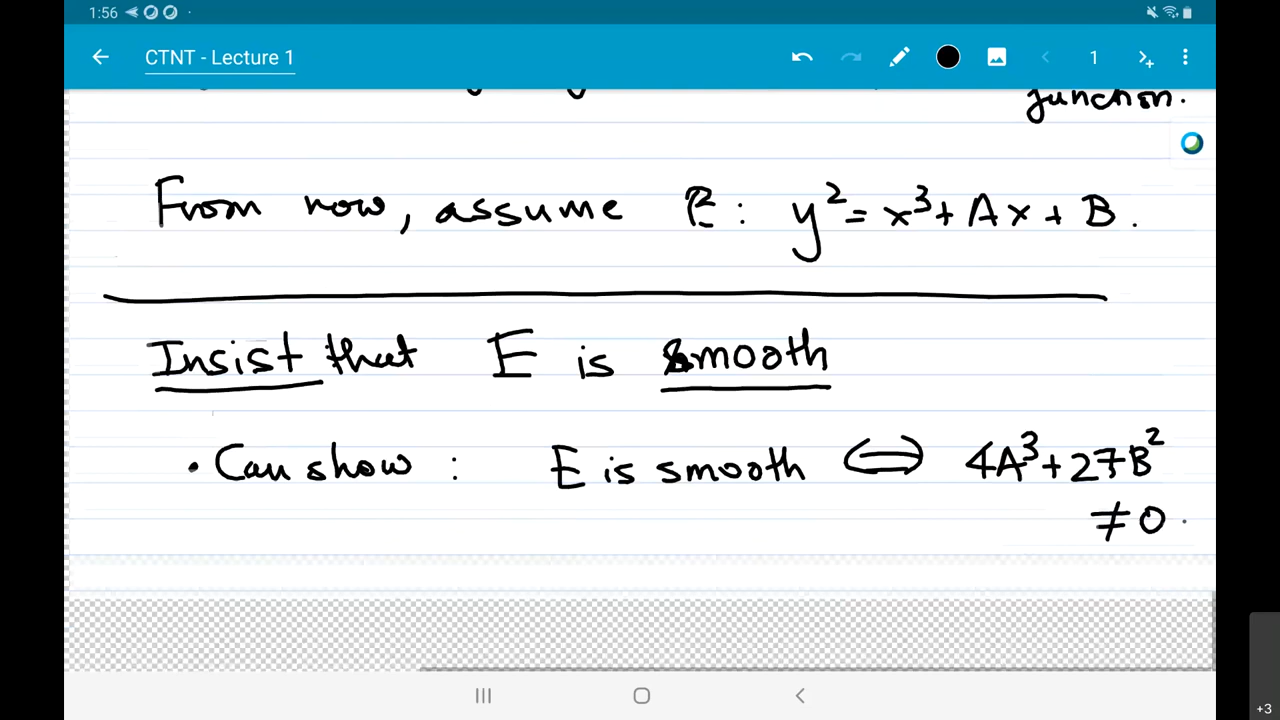 1:56
CTNT - Lecture 1
1
function.
From now, assume E: y² = x³ + Ax + B.
Insist that E is smooth
• Can show: E is smooth ⟺ 4A³ + 27B²
≠ 0.
+3